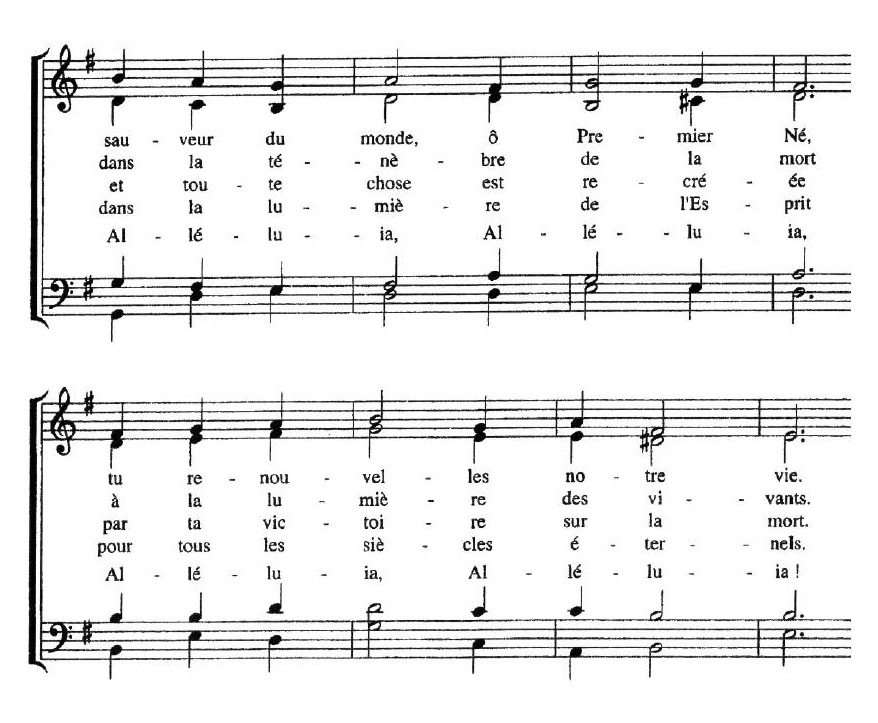 sau - veur du monde, ô Pre - mier Né,
dans la té - - nè - bre de la mort
et tou - te chose est re - cré - ée
dans la lu - - miè - re de l'Es - prit
Al - lé - lu - - ia, Al - lé - - lu - ia,
tu re - nou - vel - les no - tre vie.
à la lu - miè - re des vi - - vants.
par ta vic - toi - re sur la mort.
pour tous les siè - cles é - ter - - nels.
Al - lé - lu - ia, Al - lé - lu - - ia !